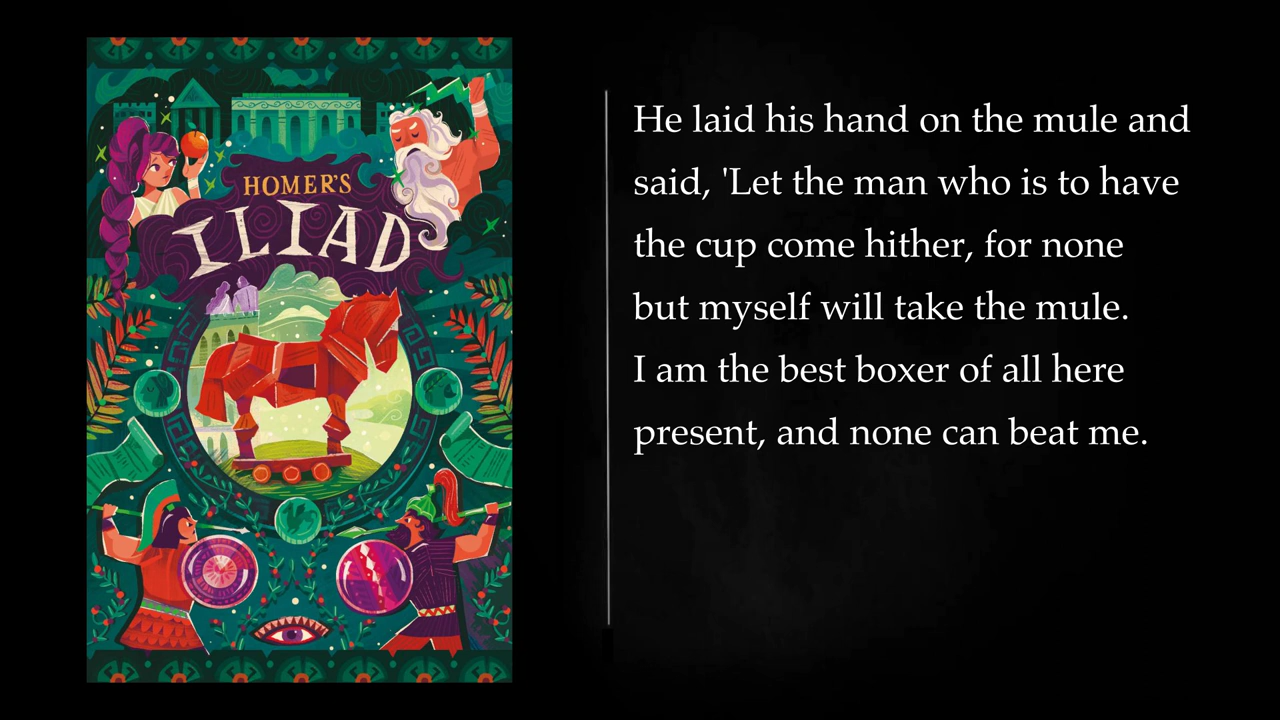 HOMER'S
ILIAD
He laid his hand on the mule and
said, 'Let the man who is to have
the cup come hither, for none
but myself will take the mule.
I am the best boxer of all here
present, and none can beat me.